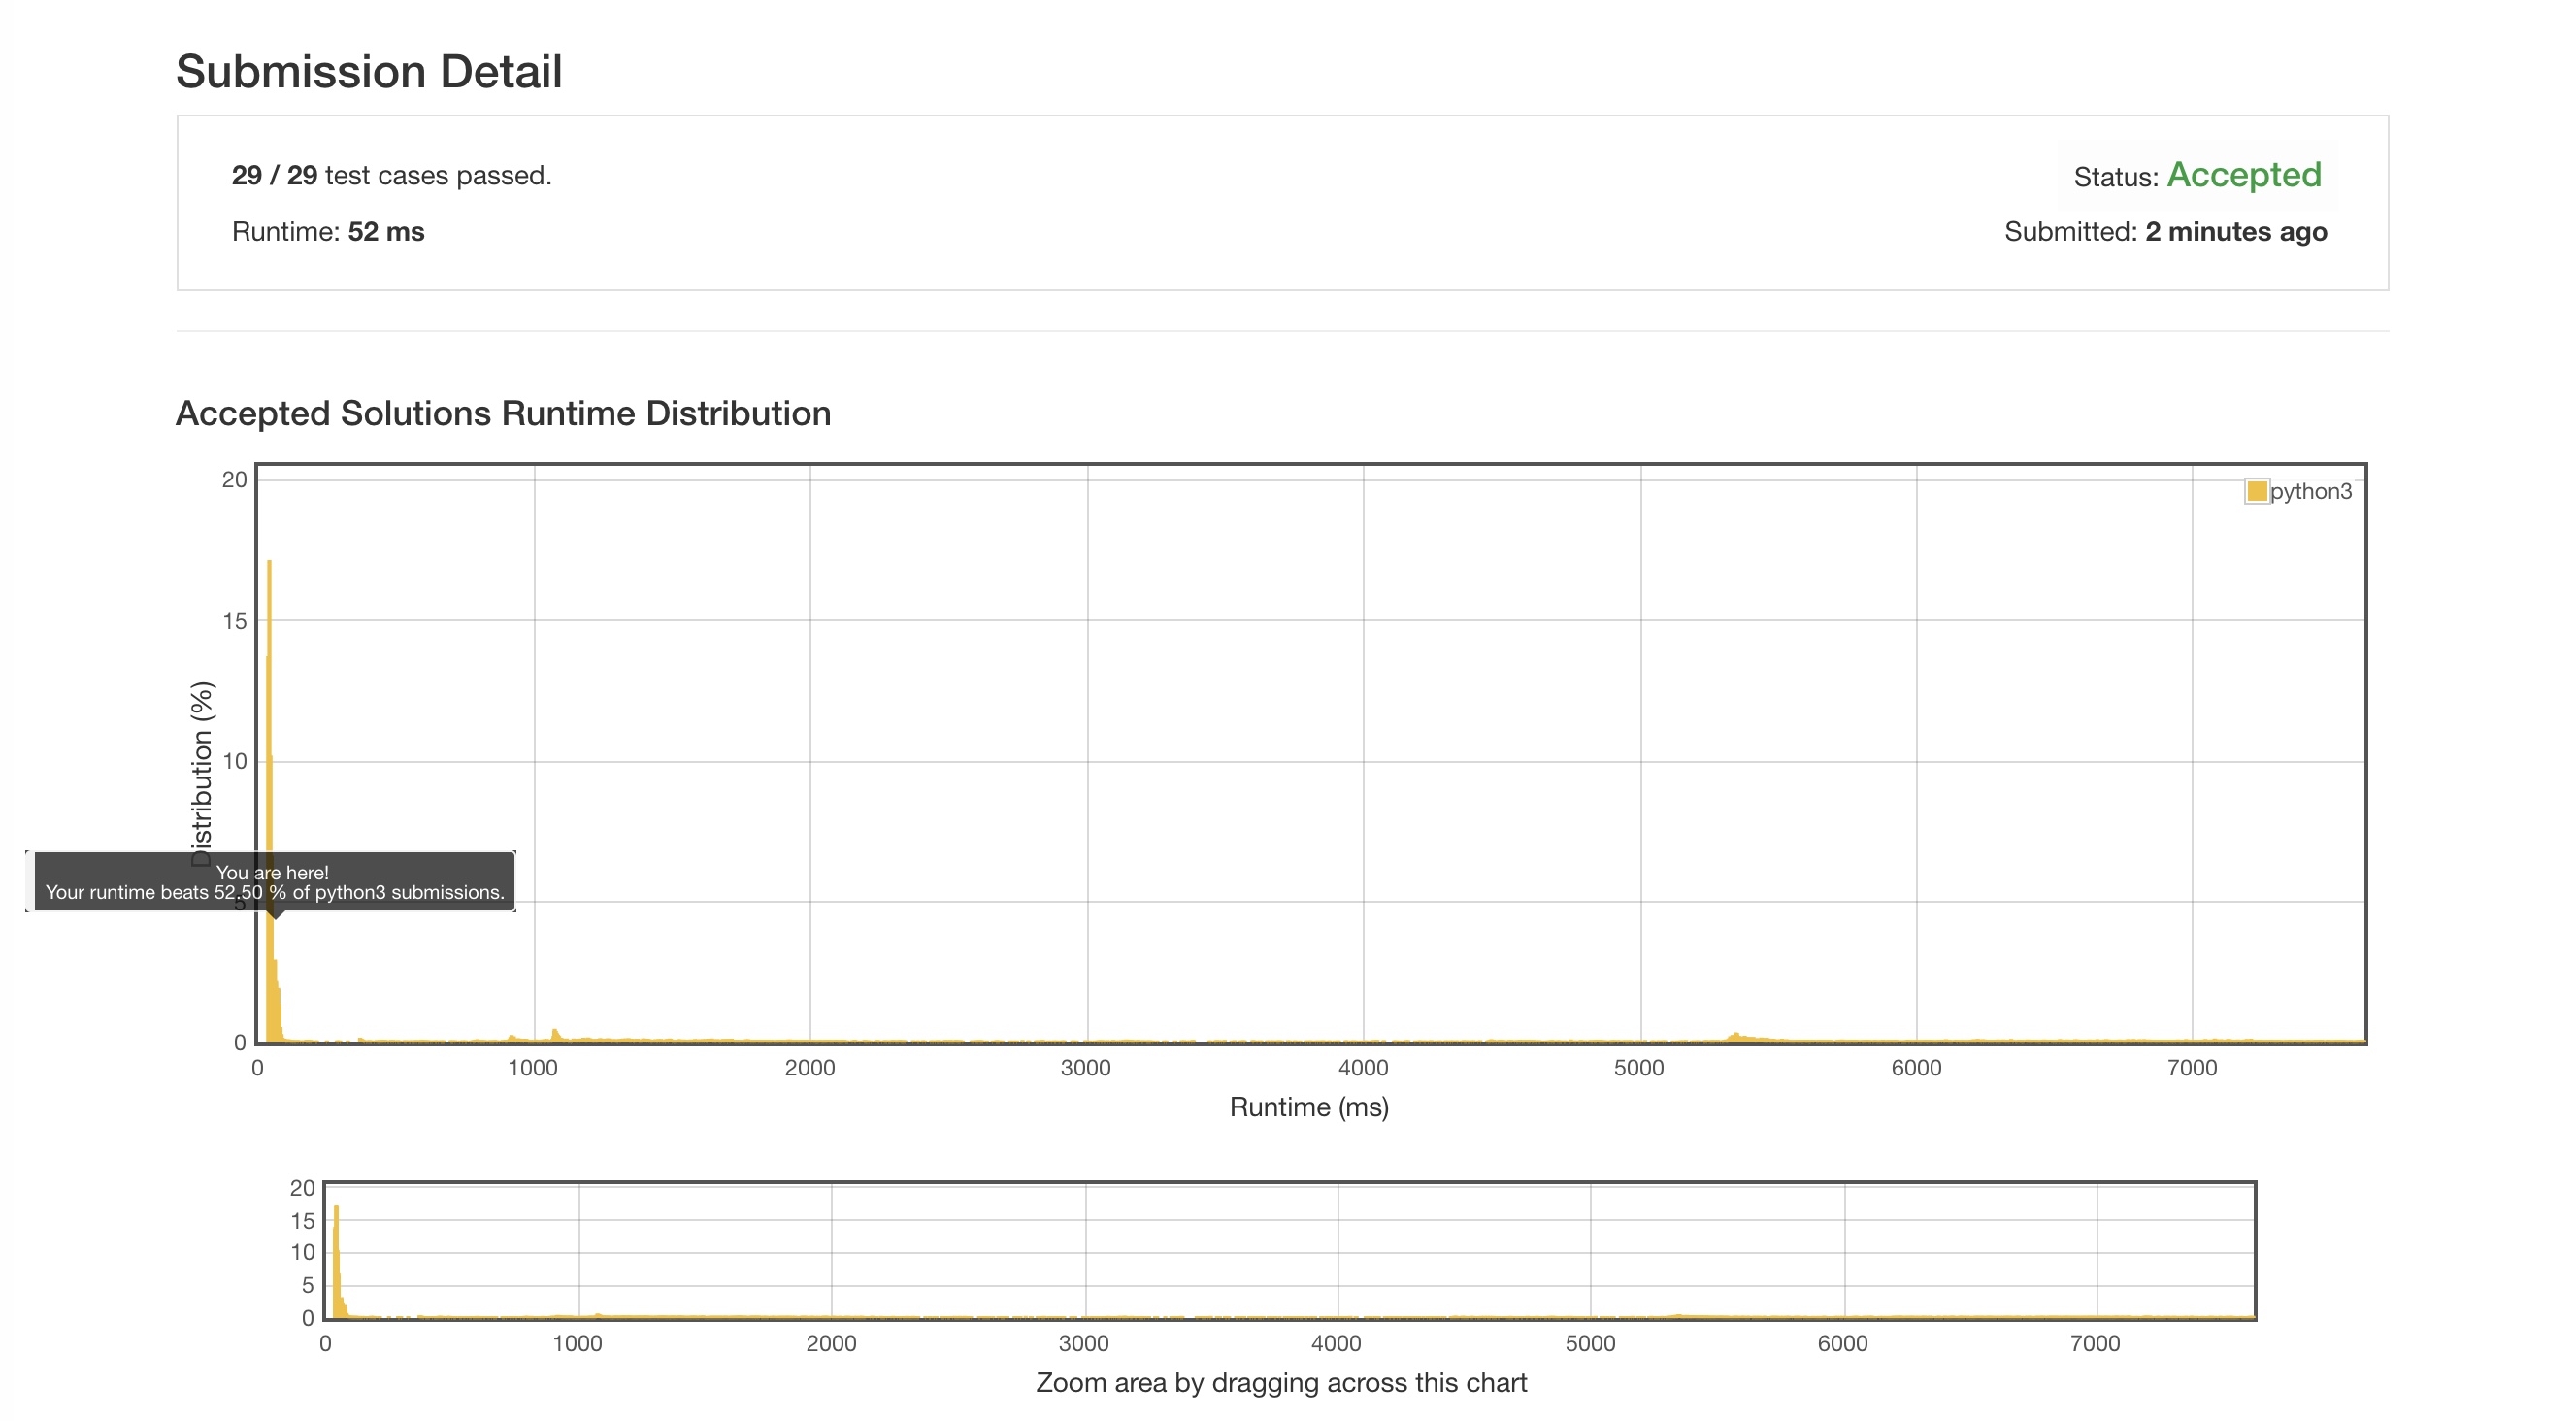 Submission Detail
29 / 29 test cases passed.
Status: Accepted
Runtime: 52 ms
Submitted: 2 minutes ago
Accepted Solutions Runtime Distribution
20
15
10
5
0
Distribution (%)
python3
You are here!
Your runtime beats 52.50 % of python3 submissions.
0 1000 2000 3000 4000 5000 6000 7000
Runtime (ms)
20
15
10
5
0
0 1000 2000 3000 4000 5000 6000 7000
Zoom area by dragging across this chart